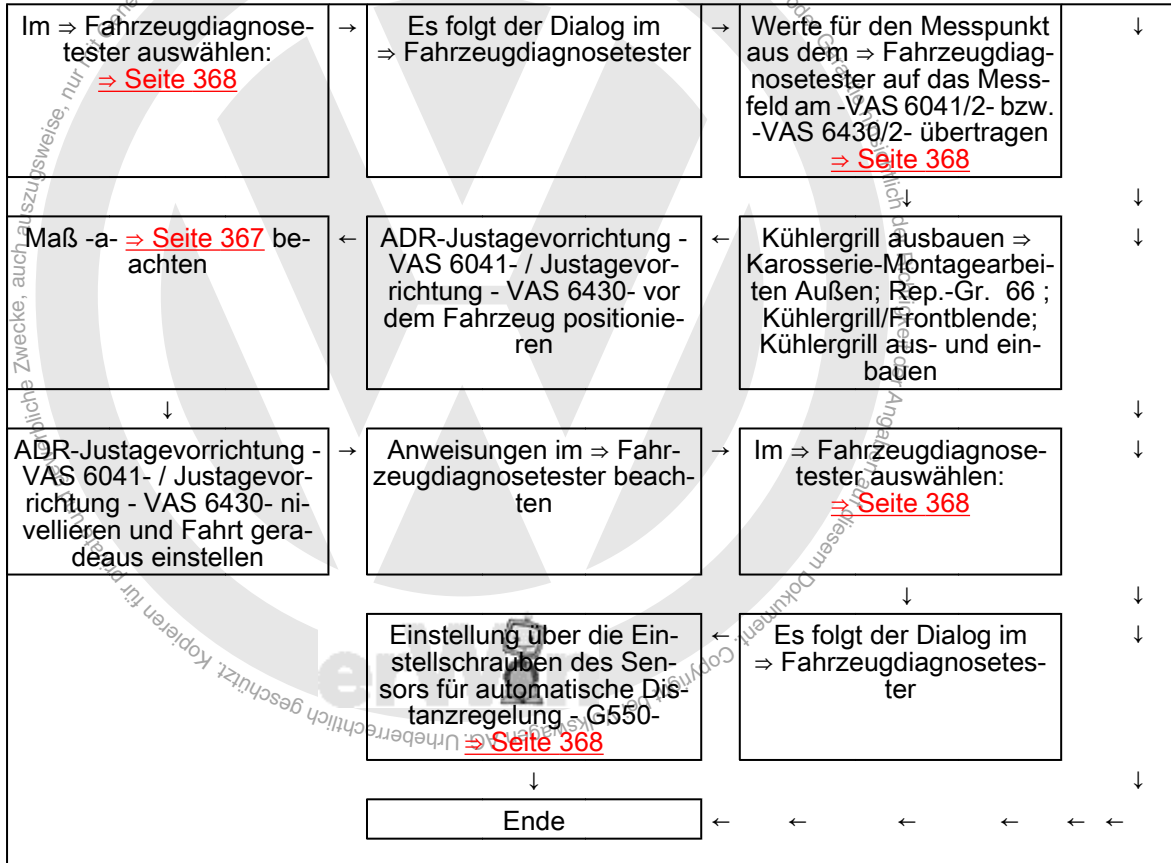 Im ⇒ Fahrzeugdiagnose-
tester auswählen:
⇒ Seite 368
→
Es folgt der Dialog im
⇒ Fahrzeugdiagnosetester
→
Werte für den Messpunkt
aus dem ⇒ Fahrzeugdiag-
nosetester auf das Mess-
feld am -VAS 6041/2- bzw.
-VAS 6430/2- übertragen
⇒ Seite 368
↓
↓ ↓
Maß -a- ⇒ Seite 367 be-
achten
←
ADR-Justagevorrichtung -
VAS 6041- / Justagevor-
richtung - VAS 6430- vor
dem Fahrzeug positionie-
ren
←
Kühlergrill ausbauen ⇒
Karosserie-Montagearbei-
ten Außen; Rep.-Gr. 66 ;
Kühlergrill/Frontblende;
Kühlergrill aus- und ein-
bauen
↓
↓ ↓
ADR-Justagevorrichtung -
VAS 6041- / Justagevor-
richtung - VAS 6430- ni-
vellieren und Fahrt gera-
deaus einstellen
→
Anweisungen im ⇒ Fahr-
zeugdiagnosetester beach-
ten
→
Im ⇒ Fahrzeugdiagnose-
tester auswählen:
⇒ Seite 368
↓
↓ ↓
Einstellung über die Ein-
stellschrauben des Sen-
sors für automatische Dis-
tanzregelung - G550-
⇒ Seite 368
←
Es folgt der Dialog im
⇒ Fahrzeugdiagnosetes-
ter
↓
↓ ↓
Ende
← ← ← ← ← ←